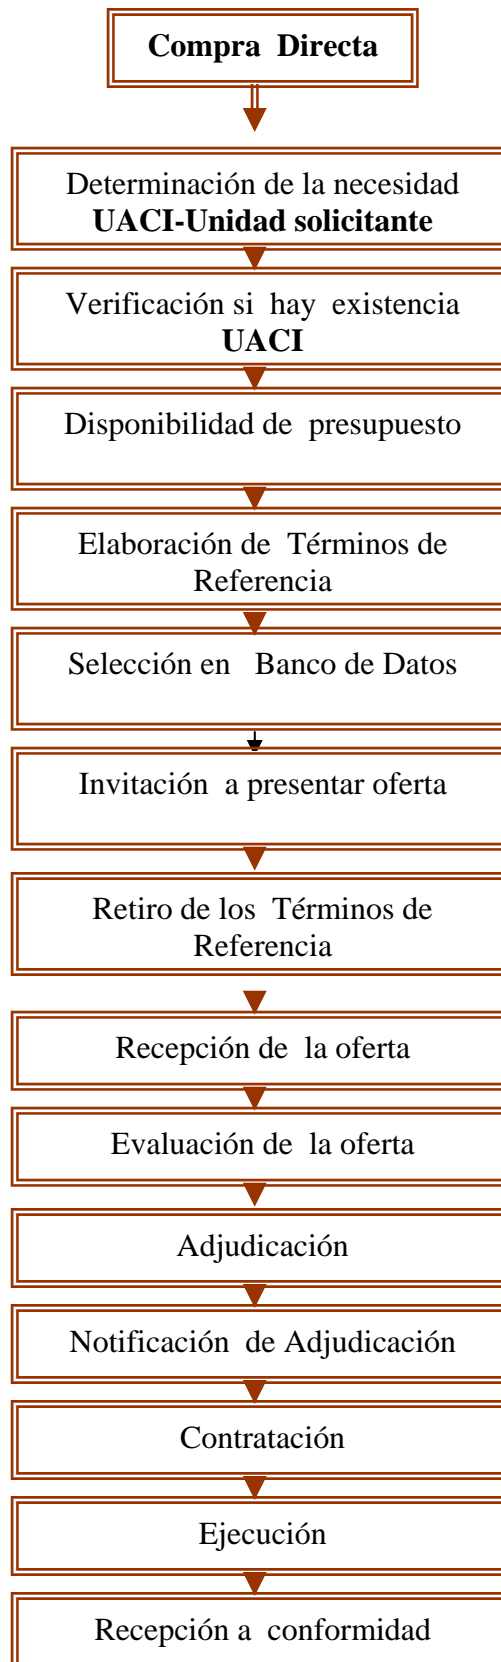 Compra Directa
Determinación de la necesidad
UACI-Unidad solicitante
Verificación si hay existencia
UACI
Disponibilidad de presupuesto
Elaboración de Términos de
Referencia
Selección en Banco de Datos
Invitación a presentar oferta
Retiro de los Términos de
Referencia
Recepción de la oferta
Evaluación de la oferta
Adjudicación
Notificación de Adjudicación
Contratación
Ejecución
Recepción a conformidad